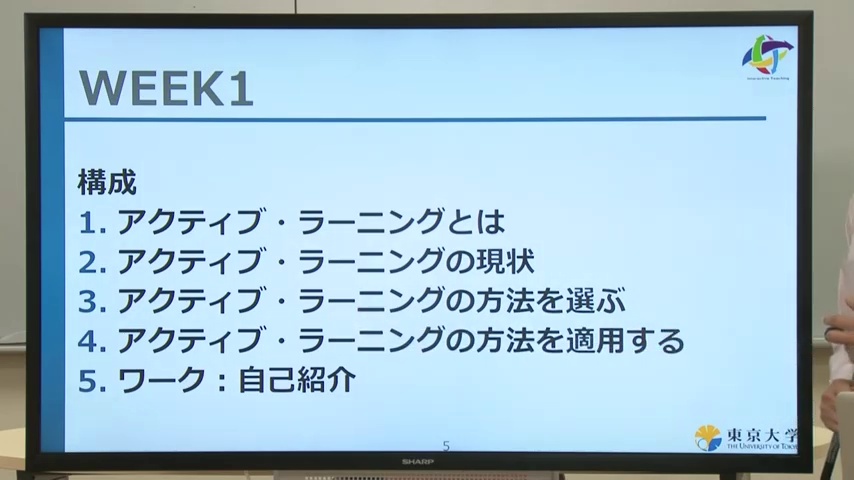 WEEK1
Interactive Teaching
構成
1. アクティブ・ラーニングとは
2. アクティブ・ラーニングの現状
3. アクティブ・ラーニングの方法を選ぶ
4. アクティブ・ラーニングの方法を適用する
5. ワーク：自己紹介
5
東京大学
THE UNIVERSITY OF TOKYO
SHARP